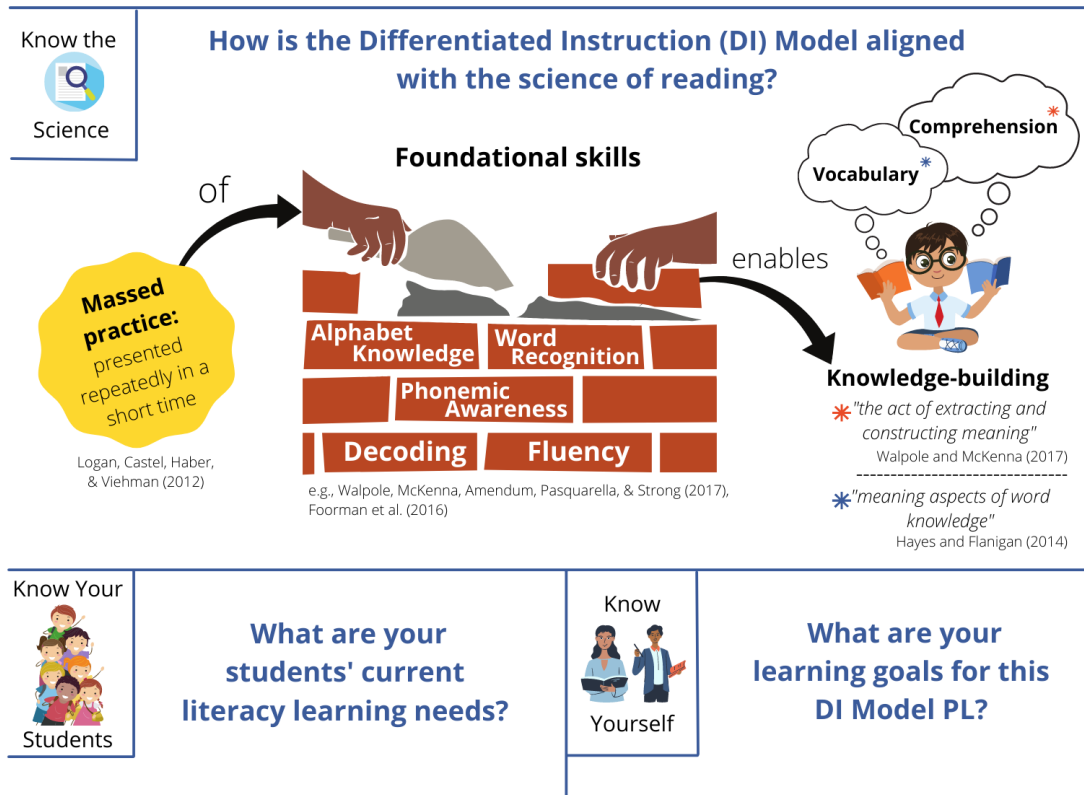 Know the
Science
How is the Differentiated Instruction (DI) Model aligned
with the science of reading?
Massed
practice:
presented
repeatedly in a
short time
Logan, Castel, Haber,
& Viehman (2012)
of
Foundational skills
Alphabet
Knowledge
Word
Recognition
Phonemic
Awareness
Decoding
Fluency
e.g., Walpole, McKenna, Amendum, Pasquarella, & Strong (2017),
Foorman et al. (2016)
enables
Comprehension*
Vocabulary*
Knowledge-building
*"the act of extracting and
constructing meaning"
Walpole and McKenna (2017)
--------------------------------
*"meaning aspects of word
knowledge"
Hayes and Flanigan (2014)
Know Your
Students
What are your
students' current
literacy learning needs?
Know
Yourself
What are your
learning goals for this
DI Model PL?